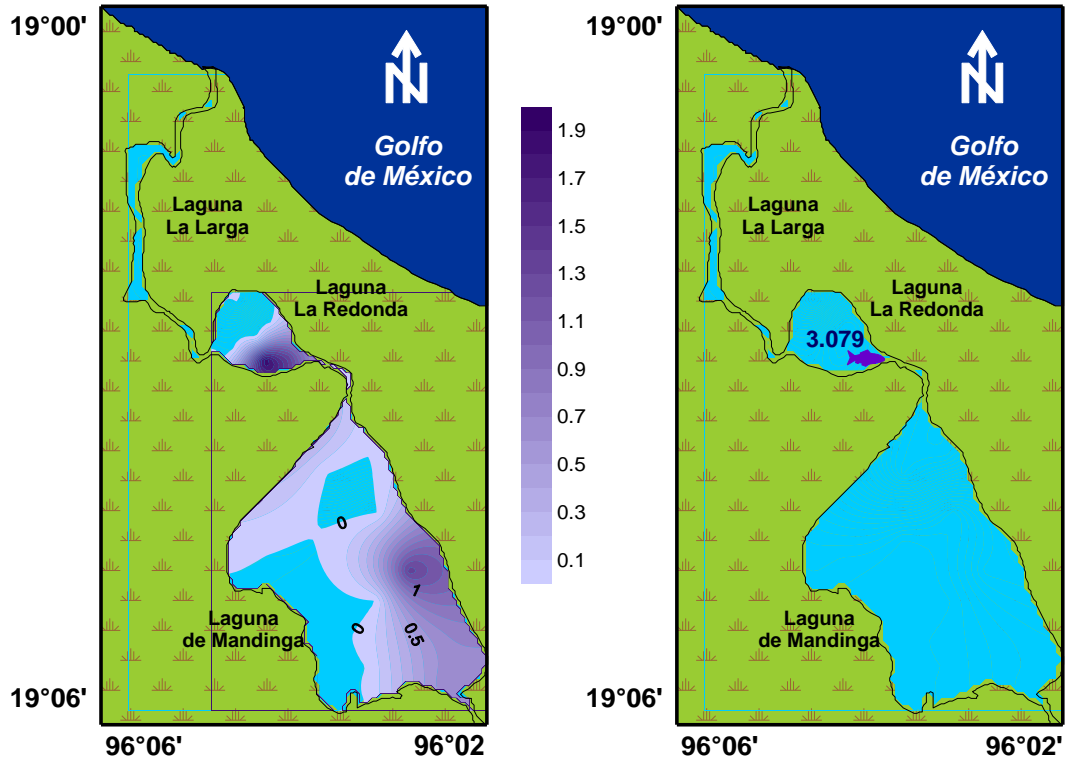 19°00'
N
Golfo
de México
Laguna
La Larga
Laguna
La Redonda
0
1
0
0.5
Laguna
de Mandinga
19°06'
96°06'
96°02'
1.9
1.7
1.5
1.3
1.1
0.9
0.7
0.5
0.3
0.1
19°00'
N
Golfo
de México
Laguna
La Larga
Laguna
La Redonda
3.079
Laguna
de Mandinga
19°06'
96°06'
96°02'